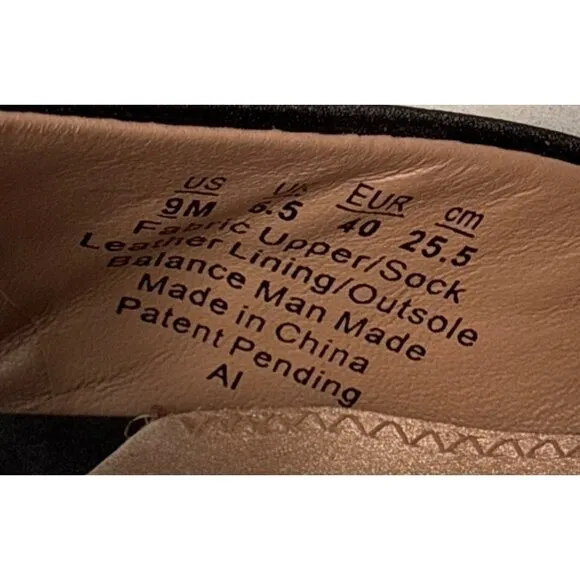 US UK EUR cm
9M 6.5 40 25.5
Fabric Upper/Sock
Leather Lining/Outsole
Balance Man Made
Made in China
Patent Pending
AI